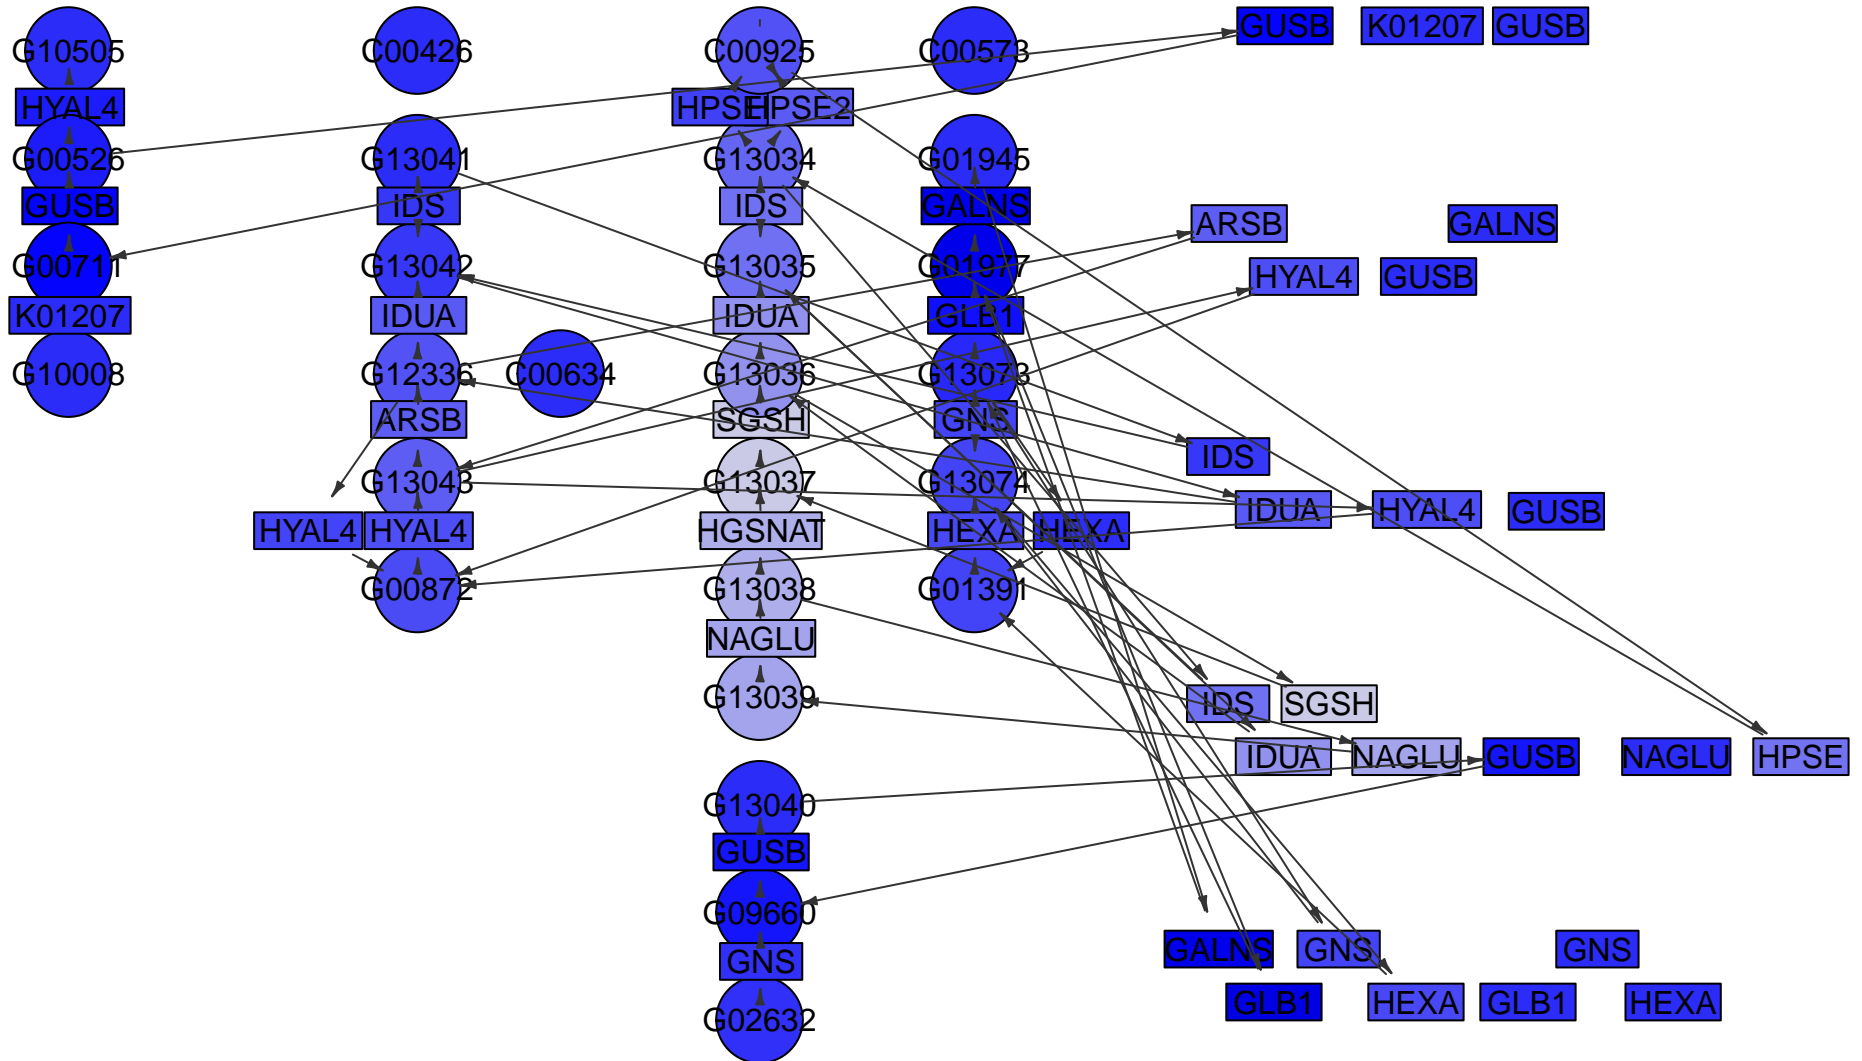 G10505 C00426 C00925 C00573 GUSB K01207 GUSB
HYAL4 HPSE HPSE2
G00526 G13041 G13034 G01945
GUSB IDS IDS GALNS ARSB GALNS
G00711 G13042 G13035 G01977 HYAL4 GUSB
K01207 IDUA IDUA GLB1
G10008 G12336 C00634 G13036 G13073
ARSB SGSH GNS IDS
G13043 G13037 G13074 IDUA HYAL4 GUSB
HYAL4 HYAL4 HGSNAT HEXA HEXA
G00872 G13038 G01391
NAGLU
G13039 IDS SGSH
IDUA NAGLU GUSB NAGLU HPSE
G13040
GUSB
G09660
GNS GALNS GNS GNS
G02632 GLB1 HEXA GLB1 HEXA